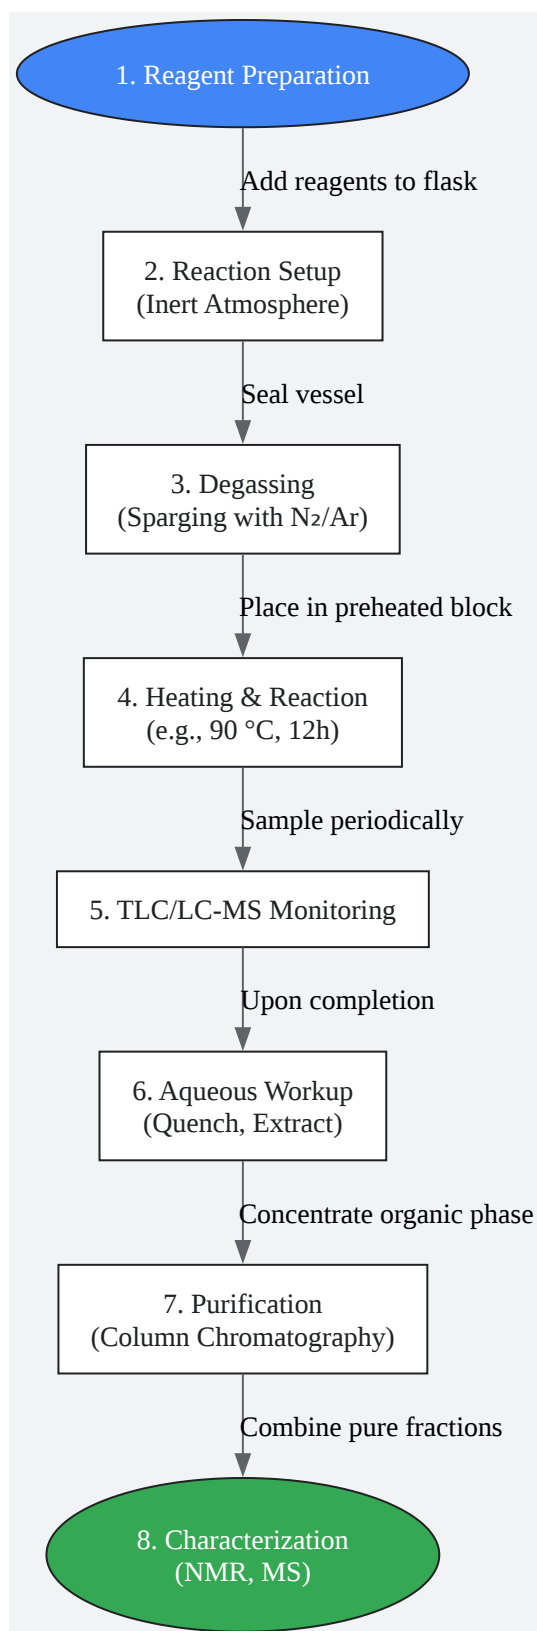 1. Reagent Preparation
Add reagents to flask
2. Reaction Setup
(Inert Atmosphere)
Seal vessel
3. Degassing
(Sparging with N₂/Ar)
Place in preheated block
4. Heating & Reaction
(e.g., 90 °C, 12h)
Sample periodically
5. TLC/LC-MS Monitoring
Upon completion
6. Aqueous Workup
(Quench, Extract)
Concentrate organic phase
7. Purification
(Column Chromatography)
Combine pure fractions
8. Characterization
(NMR, MS)